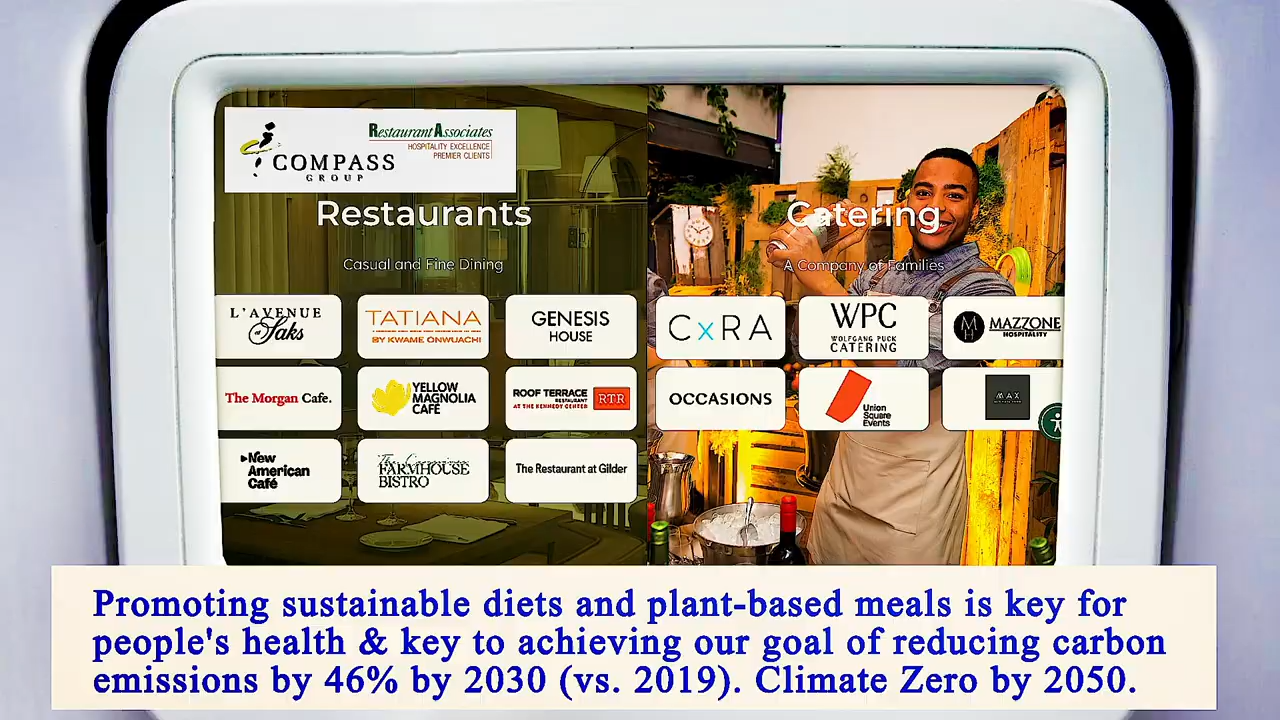 COMPASS
GROUP
RESTAURANT ASSOCIATES
HOSPITALITY EXCELLENCE
PREMIER CLIENTS
Restaurants
Casual and Fine Dining
L'AVENUE
at Saks
TATIANA
BY KWAME ONWUACHI
GENESIS
HOUSE
The Morgan Cafe.
YELLOW
MAGNOLIA
CAFÉ
ROOF TERRACE
RESTAURANT
AT THE KENNEDY CENTER
RTR
New
American
Café
The
FARMHOUSE
BISTRO
The Restaurant at Gilder
Catering
A Company of Families
CxRA
WPC
WOLFGANG PUCK
CATERING
MH
MAZZONE
HOSPITALITY
OCCASIONS
Union
Square
Events
MAX
Promoting sustainable diets and plant-based meals is key for
people's health & key to achieving our goal of reducing carbon
emissions by 46% by 2030 (vs. 2019). Climate Zero by 2050.